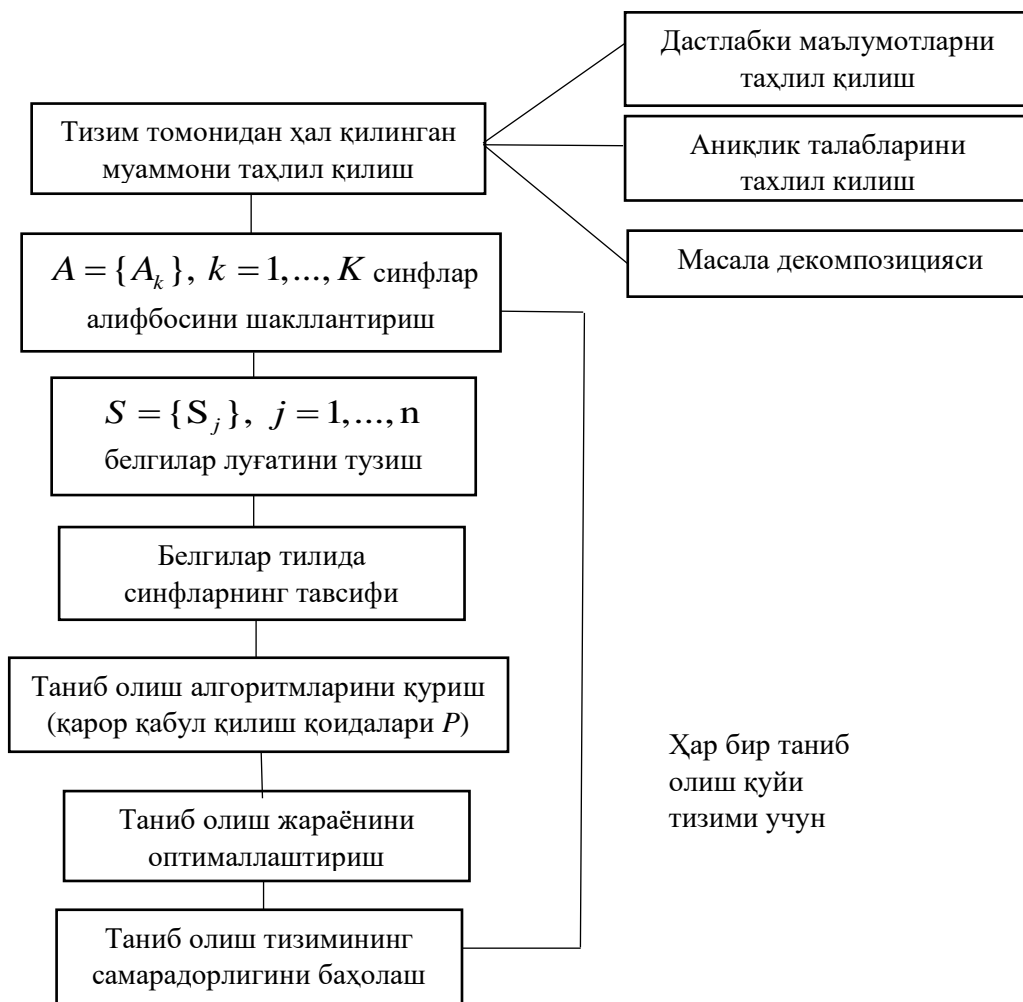 Дастлабки маълумотларни
таҳлил қилиш
Тизим томонидан ҳал қилинган
муаммони таҳлил қилиш
Аниқлик талабларини
тахлил килиш
Масала декомпозицияси
A = {A_k}, k = 1,..., K синфлар
алифбосини шакллантириш
S = {S_j}, j = 1,..., n
белгилар луғатини тузиш
Белгилар тилида
синфларнинг тавсифи
Таниб олиш алгоритмларини қуриш
(қарор қабул қилиш қоидалари P)
Ҳар бир таниб
олиш қуйи
тизими учун
Таниб олиш жараёнини
оптималлаштириш
Таниб олиш тизимининг
самарадорлигини баҳолаш